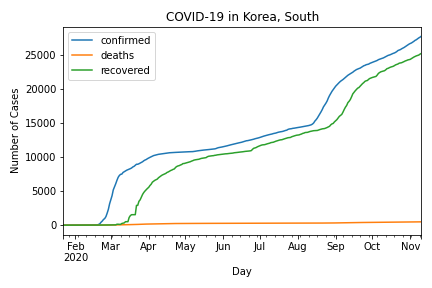 COVID-19 in Korea, South
confirmed
deaths
recovered
Number of Cases
25000
20000
15000
10000
5000
0
Feb Mar Apr May Jun Jul Aug Sep Oct Nov
2020
Day